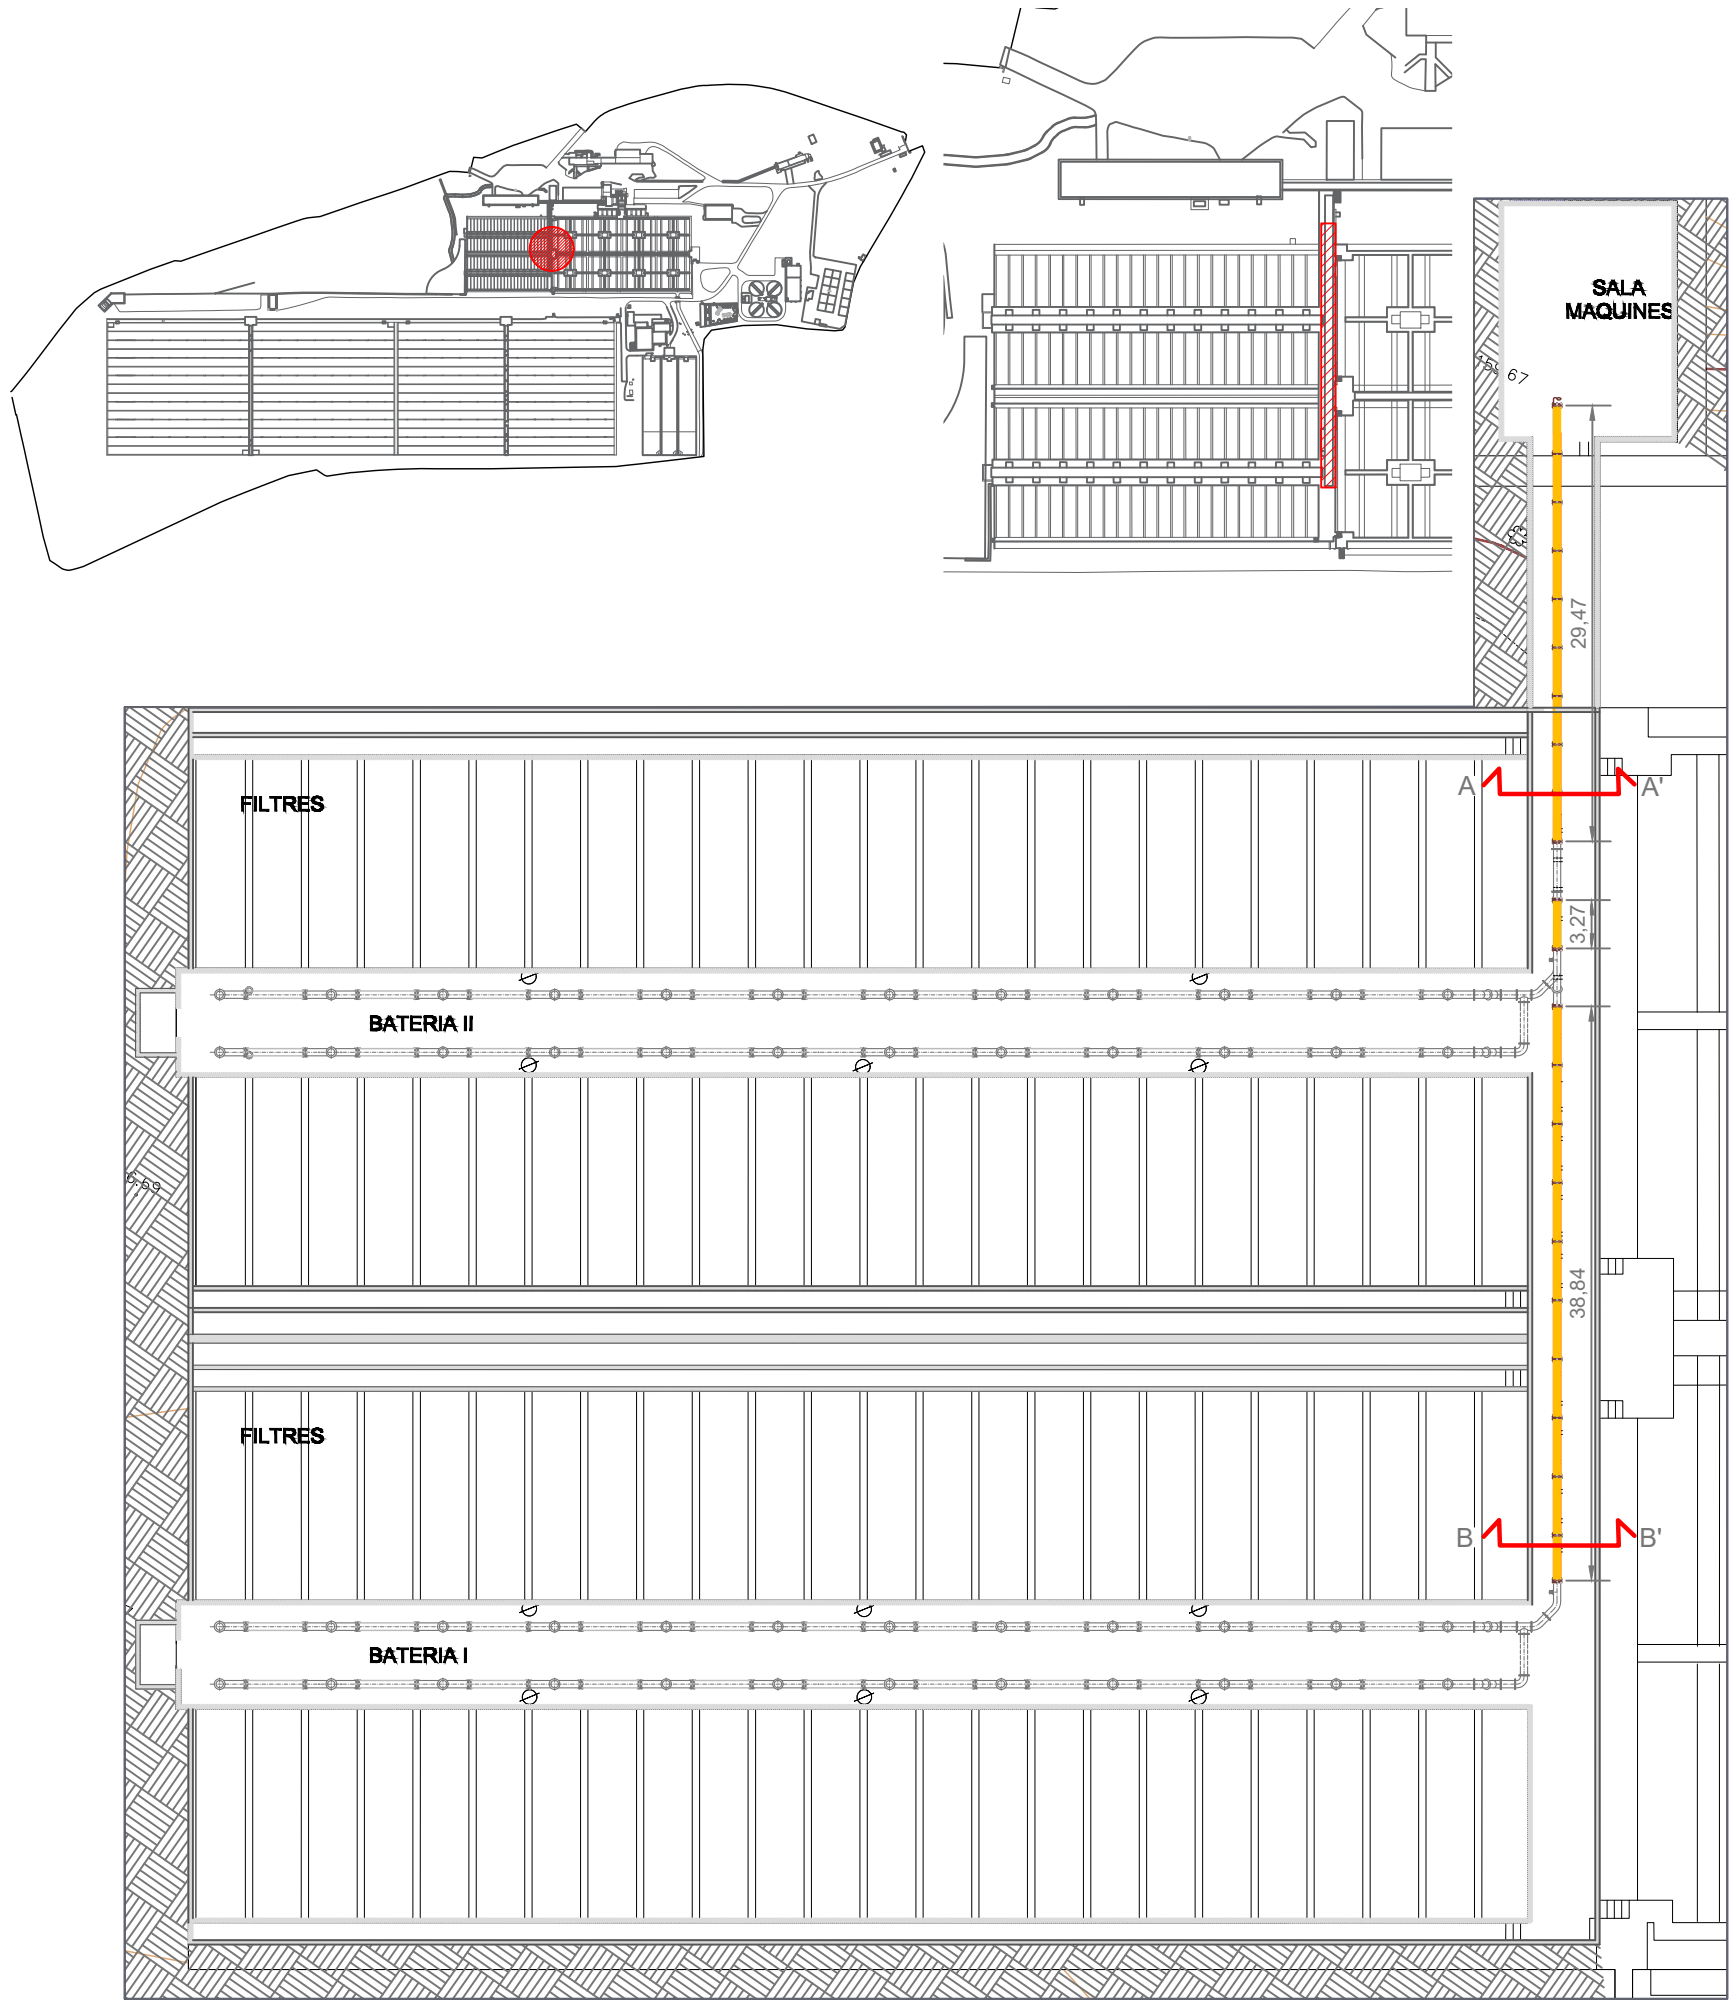 SALA
MAQUINES
29,47
FILTRES
A
A'
3,27
BATERIA II
38,84
FILTRES
B
B'
BATERIA I